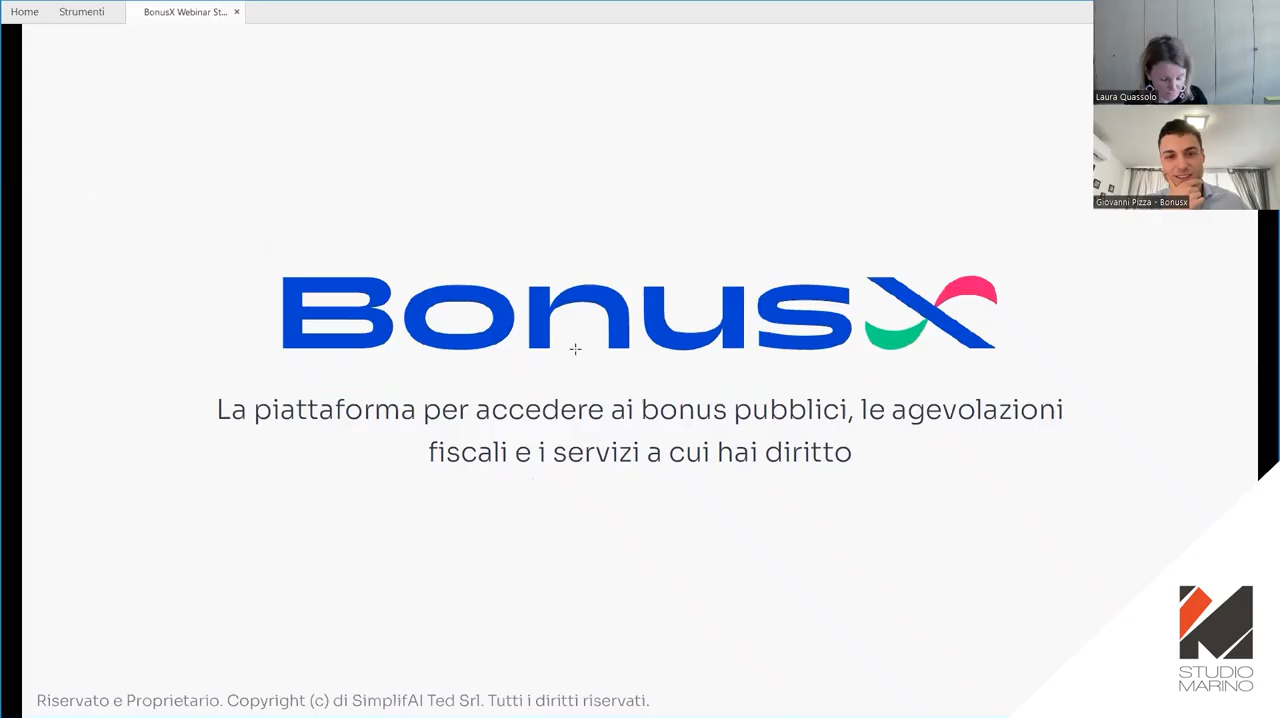 Home Strumenti BonusX Webinar St... ×
Laura Quassolo
Giovanni Pizza - Bonusx
BonusX
La piattaforma per accedere ai bonus pubblici, le agevolazioni
fiscali e i servizi a cui hai diritto
STUDIO
MARINO
Riservato e Proprietario. Copyright (c) di SimplifAI Ted Srl. Tutti i diritti riservati.